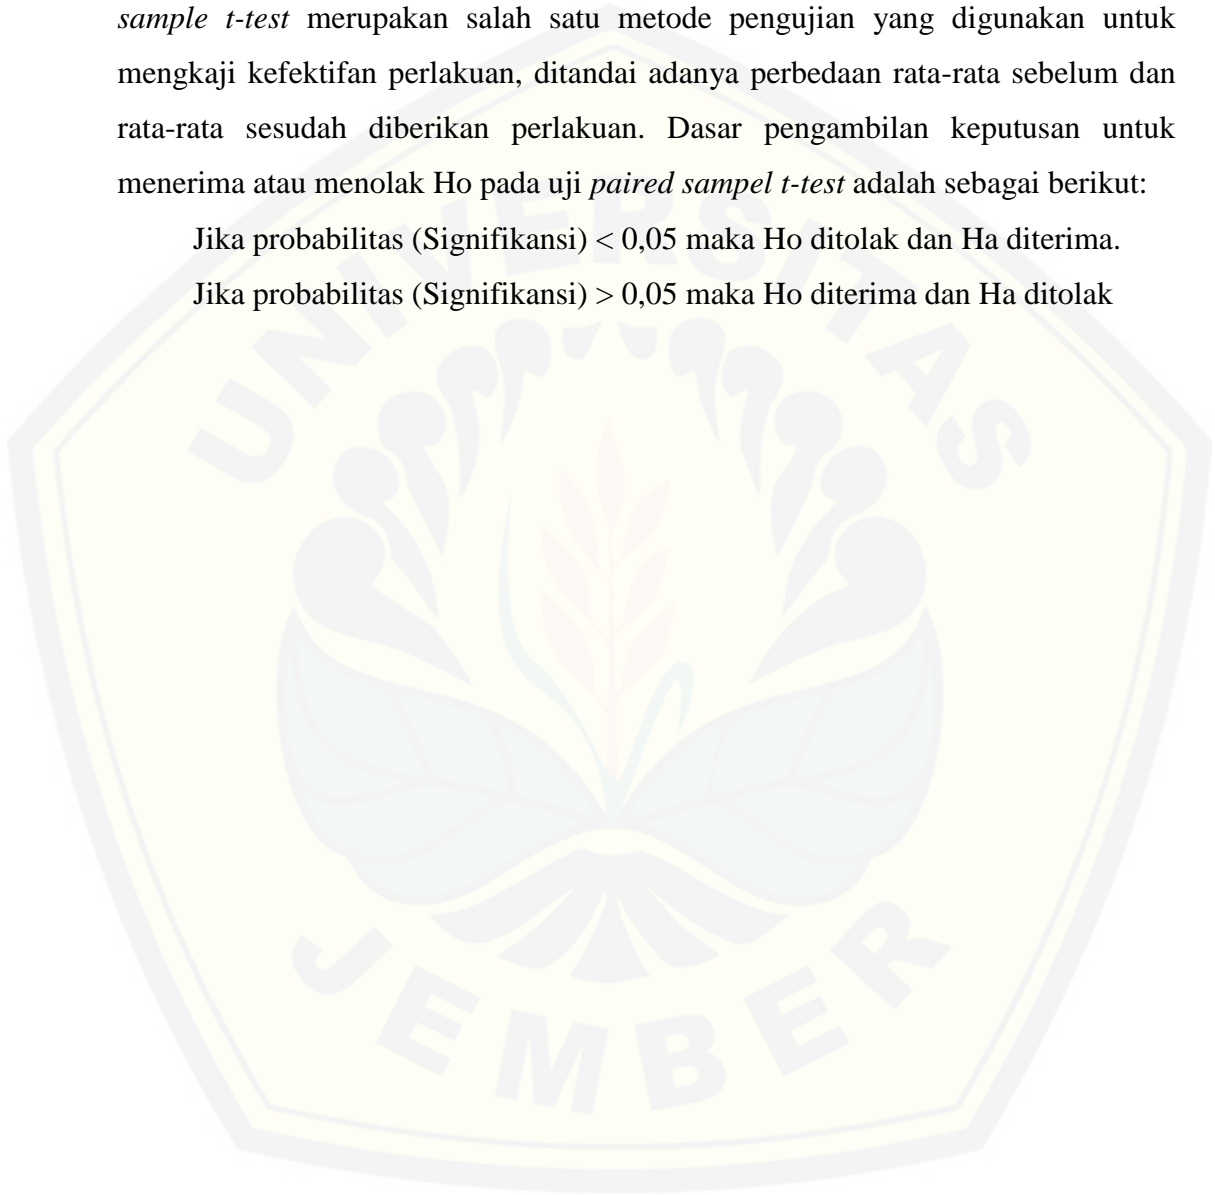 sample t-test merupakan salah satu metode pengujian yang digunakan untuk
mengkaji kefektifan perlakuan, ditandai adanya perbedaan rata-rata sebelum dan
rata-rata sesudah diberikan perlakuan. Dasar pengambilan keputusan untuk
menerima atau menolak Ho pada uji paired sampel t-test adalah sebagai berikut:
Jika probabilitas (Signifikansi) < 0,05 maka Ho ditolak dan Ha diterima.
Jika probabilitas (Signifikansi) > 0,05 maka Ho diterima dan Ha ditolak
UNIVERSITAS
JEMBER